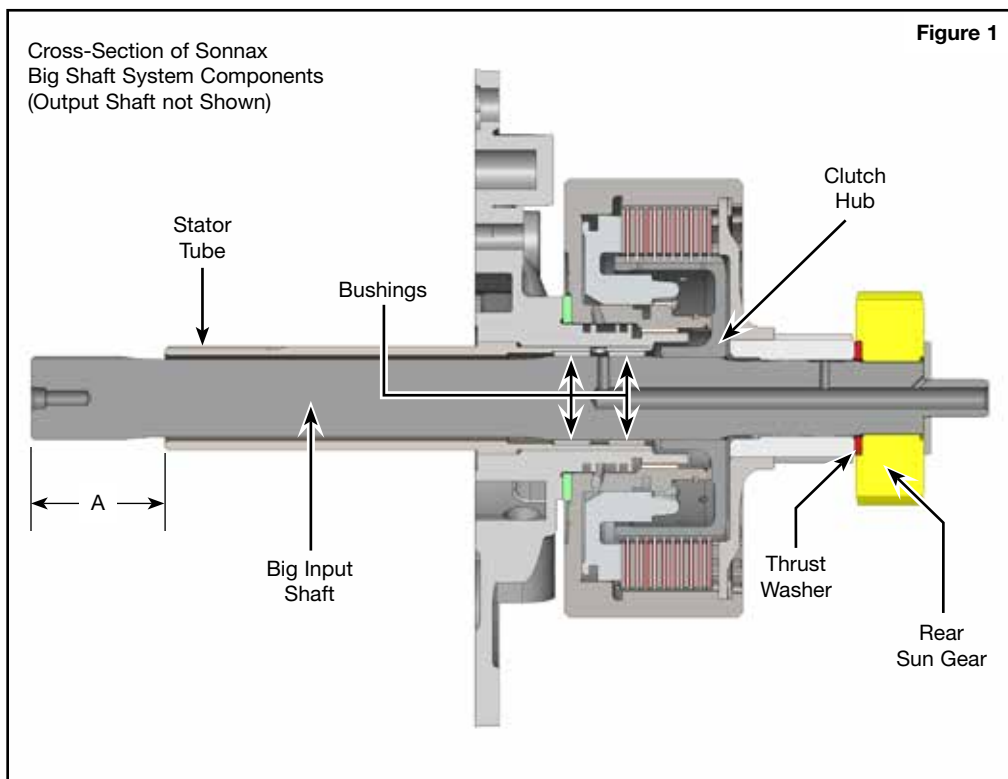 Figure 1
Cross-Section of Sonnax
Big Shaft System Components
(Output Shaft not Shown)
Clutch
Hub
Stator
Tube
Bushings
A
Big Input
Shaft
Thrust
Washer
Rear
Sun Gear